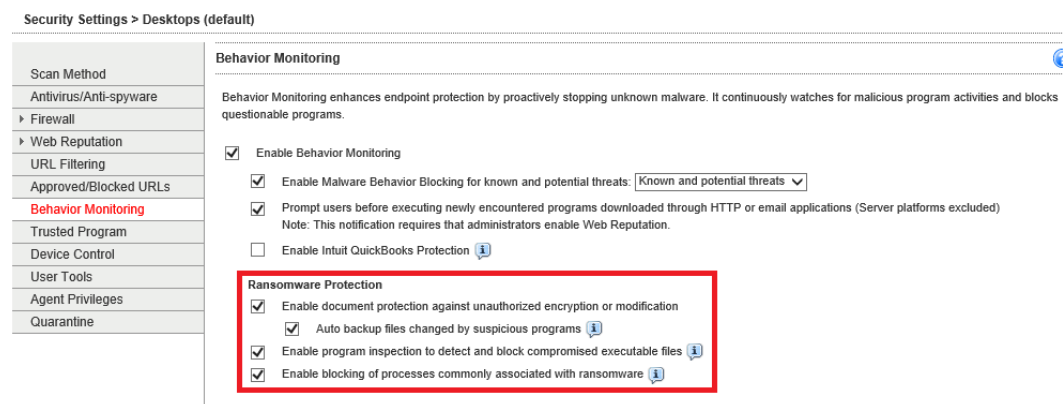 Security Settings > Desktops (default)
Scan Method
Antivirus/Anti-spyware
Firewall
Web Reputation
URL Filtering
Approved/Blocked URLs
Behavior Monitoring
Trusted Program
Device Control
User Tools
Agent Privileges
Quarantine
Behavior Monitoring
Behavior Monitoring enhances endpoint protection by proactively stopping unknown malware. It continuously watches for malicious program activities and blocks
questionable programs.
Enable Behavior Monitoring
Enable Malware Behavior Blocking for known and potential threats: Known and potential threats
Prompt users before executing newly encountered programs downloaded through HTTP or email applications (Server platforms excluded)
Note: This notification requires that administrators enable Web Reputation.
Enable Intuit QuickBooks Protection i
Ransomware Protection
Enable document protection against unauthorized encryption or modification
Auto backup files changed by suspicious programs i
Enable program inspection to detect and block compromised executable files i
Enable blocking of processes commonly associated with ransomware i